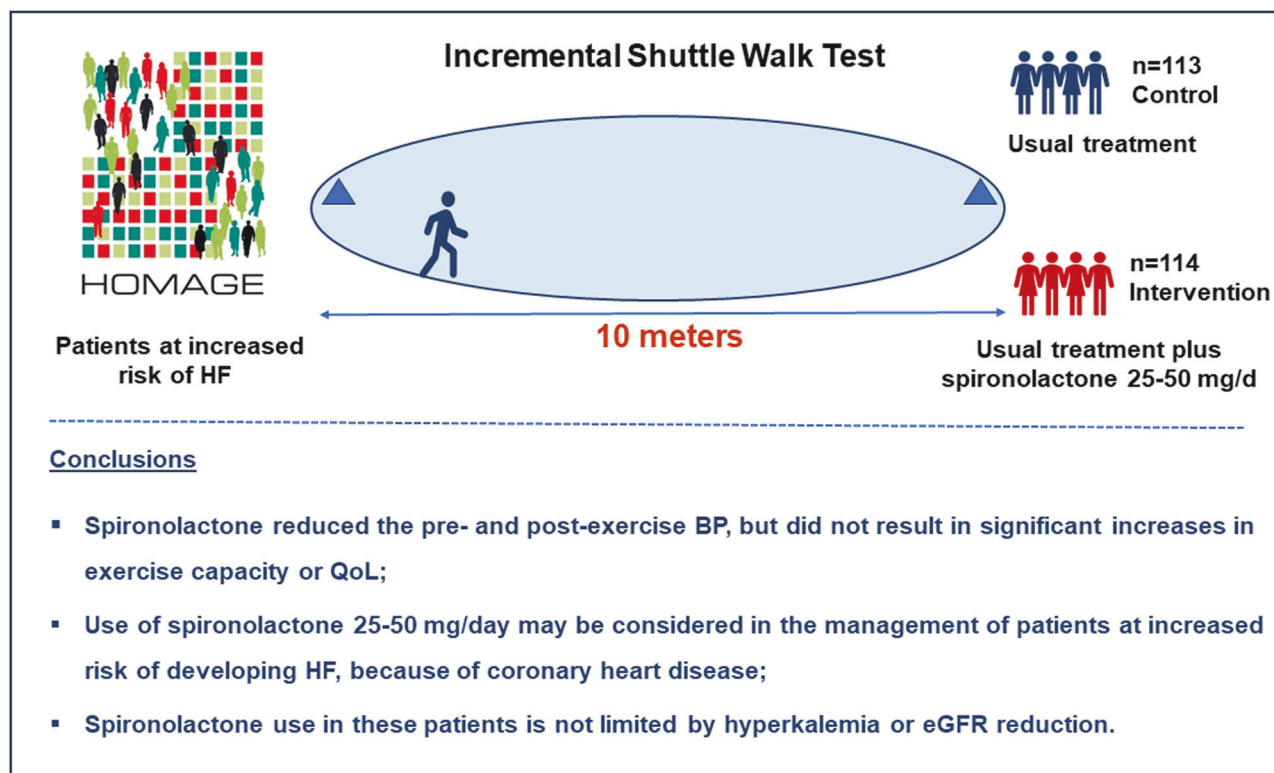 Incremental Shuttle Walk Test
n=113
Control
Usual treatment
HOMAGE
Patients at increased
risk of HF
10 meters
n=114
Intervention
Usual treatment plus
spironolactone 25-50 mg/d
Conclusions
▪ Spironolactone reduced the pre- and post-exercise BP, but did not result in significant increases in
exercise capacity or QoL;
▪ Use of spironolactone 25-50 mg/day may be considered in the management of patients at increased
risk of developing HF, because of coronary heart disease;
▪ Spironolactone use in these patients is not limited by hyperkalemia or eGFR reduction.